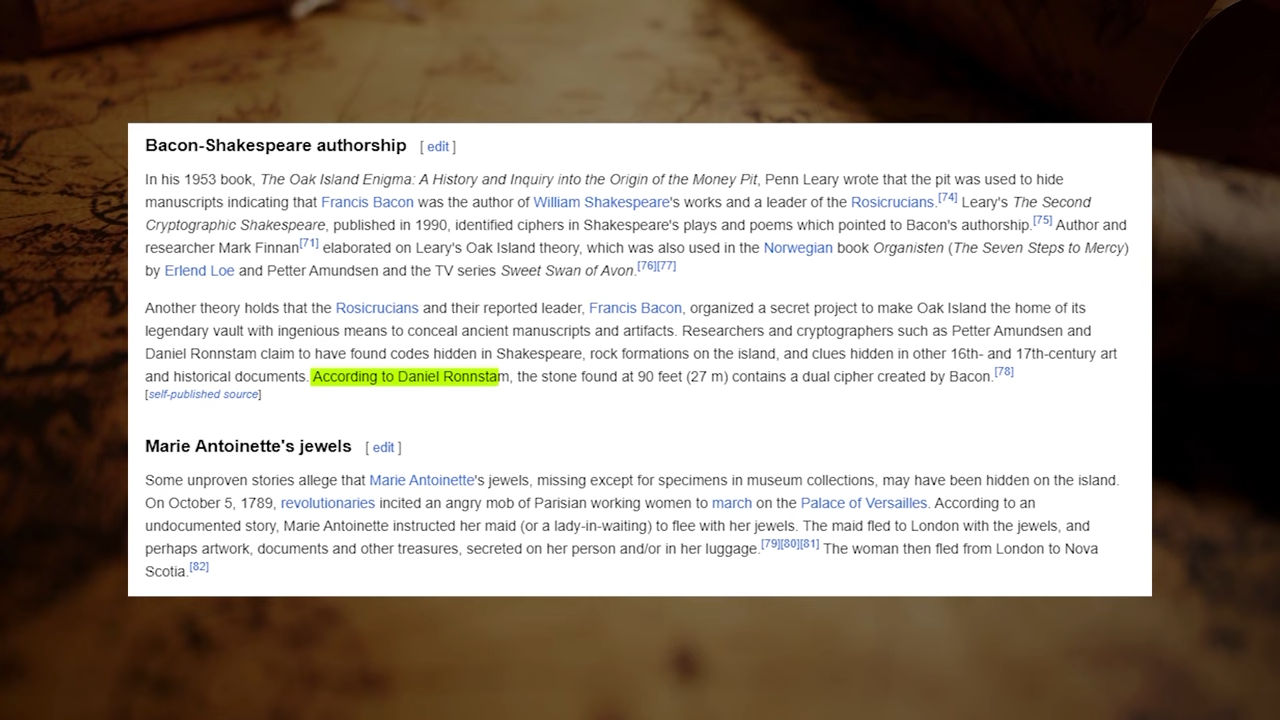 Bacon-Shakespeare authorship [ edit ]
In his 1953 book, The Oak Island Enigma: A History and Inquiry into the Origin of the Money Pit, Penn Leary wrote that the pit was used to hide
manuscripts indicating that Francis Bacon was the author of William Shakespeare's works and a leader of the Rosicrucians.[74] Leary's The Second
Cryptographic Shakespeare, published in 1990, identified ciphers in Shakespeare's plays and poems which pointed to Bacon's authorship.[75] Author and
researcher Mark Finnan[71] elaborated on Leary's Oak Island theory, which was also used in the Norwegian book Organisten (The Seven Steps to Mercy)
by Erlend Loe and Petter Amundsen and the TV series Sweet Swan of Avon.[76][77]
Another theory holds that the Rosicrucians and their reported leader, Francis Bacon, organized a secret project to make Oak Island the home of its
legendary vault with ingenious means to conceal ancient manuscripts and artifacts. Researchers and cryptographers such as Petter Amundsen and
Daniel Ronnstam claim to have found codes hidden in Shakespeare, rock formations on the island, and clues hidden in other 16th- and 17th-century art
and historical documents. According to Daniel Ronnstam, the stone found at 90 feet (27 m) contains a dual cipher created by Bacon.[78]
[self-published source]
Marie Antoinette's jewels [ edit ]
Some unproven stories allege that Marie Antoinette's jewels, missing except for specimens in museum collections, may have been hidden on the island.
On October 5, 1789, revolutionaries incited an angry mob of Parisian working women to march on the Palace of Versailles. According to an
undocumented story, Marie Antoinette instructed her maid (or a lady-in-waiting) to flee with her jewels. The maid fled to London with the jewels, and
perhaps artwork, documents and other treasures, secreted on her person and/or in her luggage.[79][80][81] The woman then fled from London to Nova
Scotia.[82]